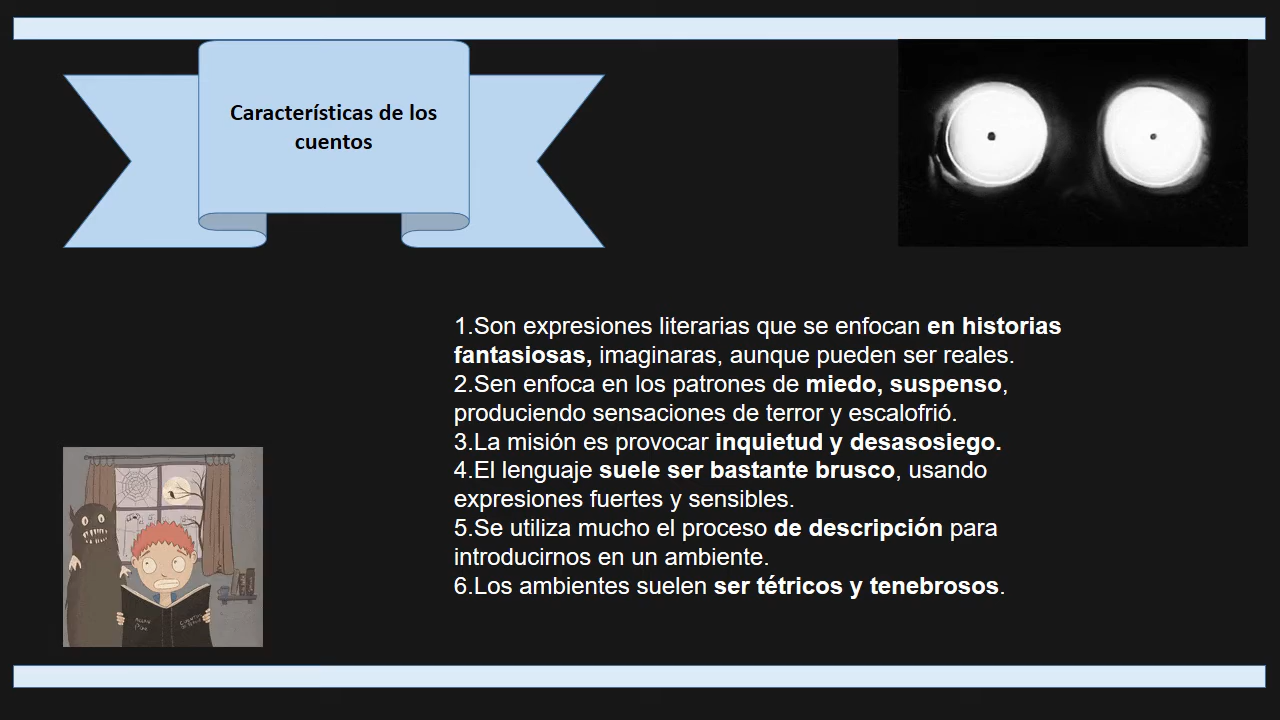 Características de los
cuentos
1.Son expresiones literarias que se enfocan en historias
fantasiosas, imaginaras, aunque pueden ser reales.
2.Sen enfoca en los patrones de miedo, suspenso,
produciendo sensaciones de terror y escalofrió.
3.La misión es provocar inquietud y desasosiego.
4.El lenguaje suele ser bastante brusco, usando
expresiones fuertes y sensibles.
5.Se utiliza mucho el proceso de descripción para
introducirnos en un ambiente.
6.Los ambientes suelen ser tétricos y tenebrosos.